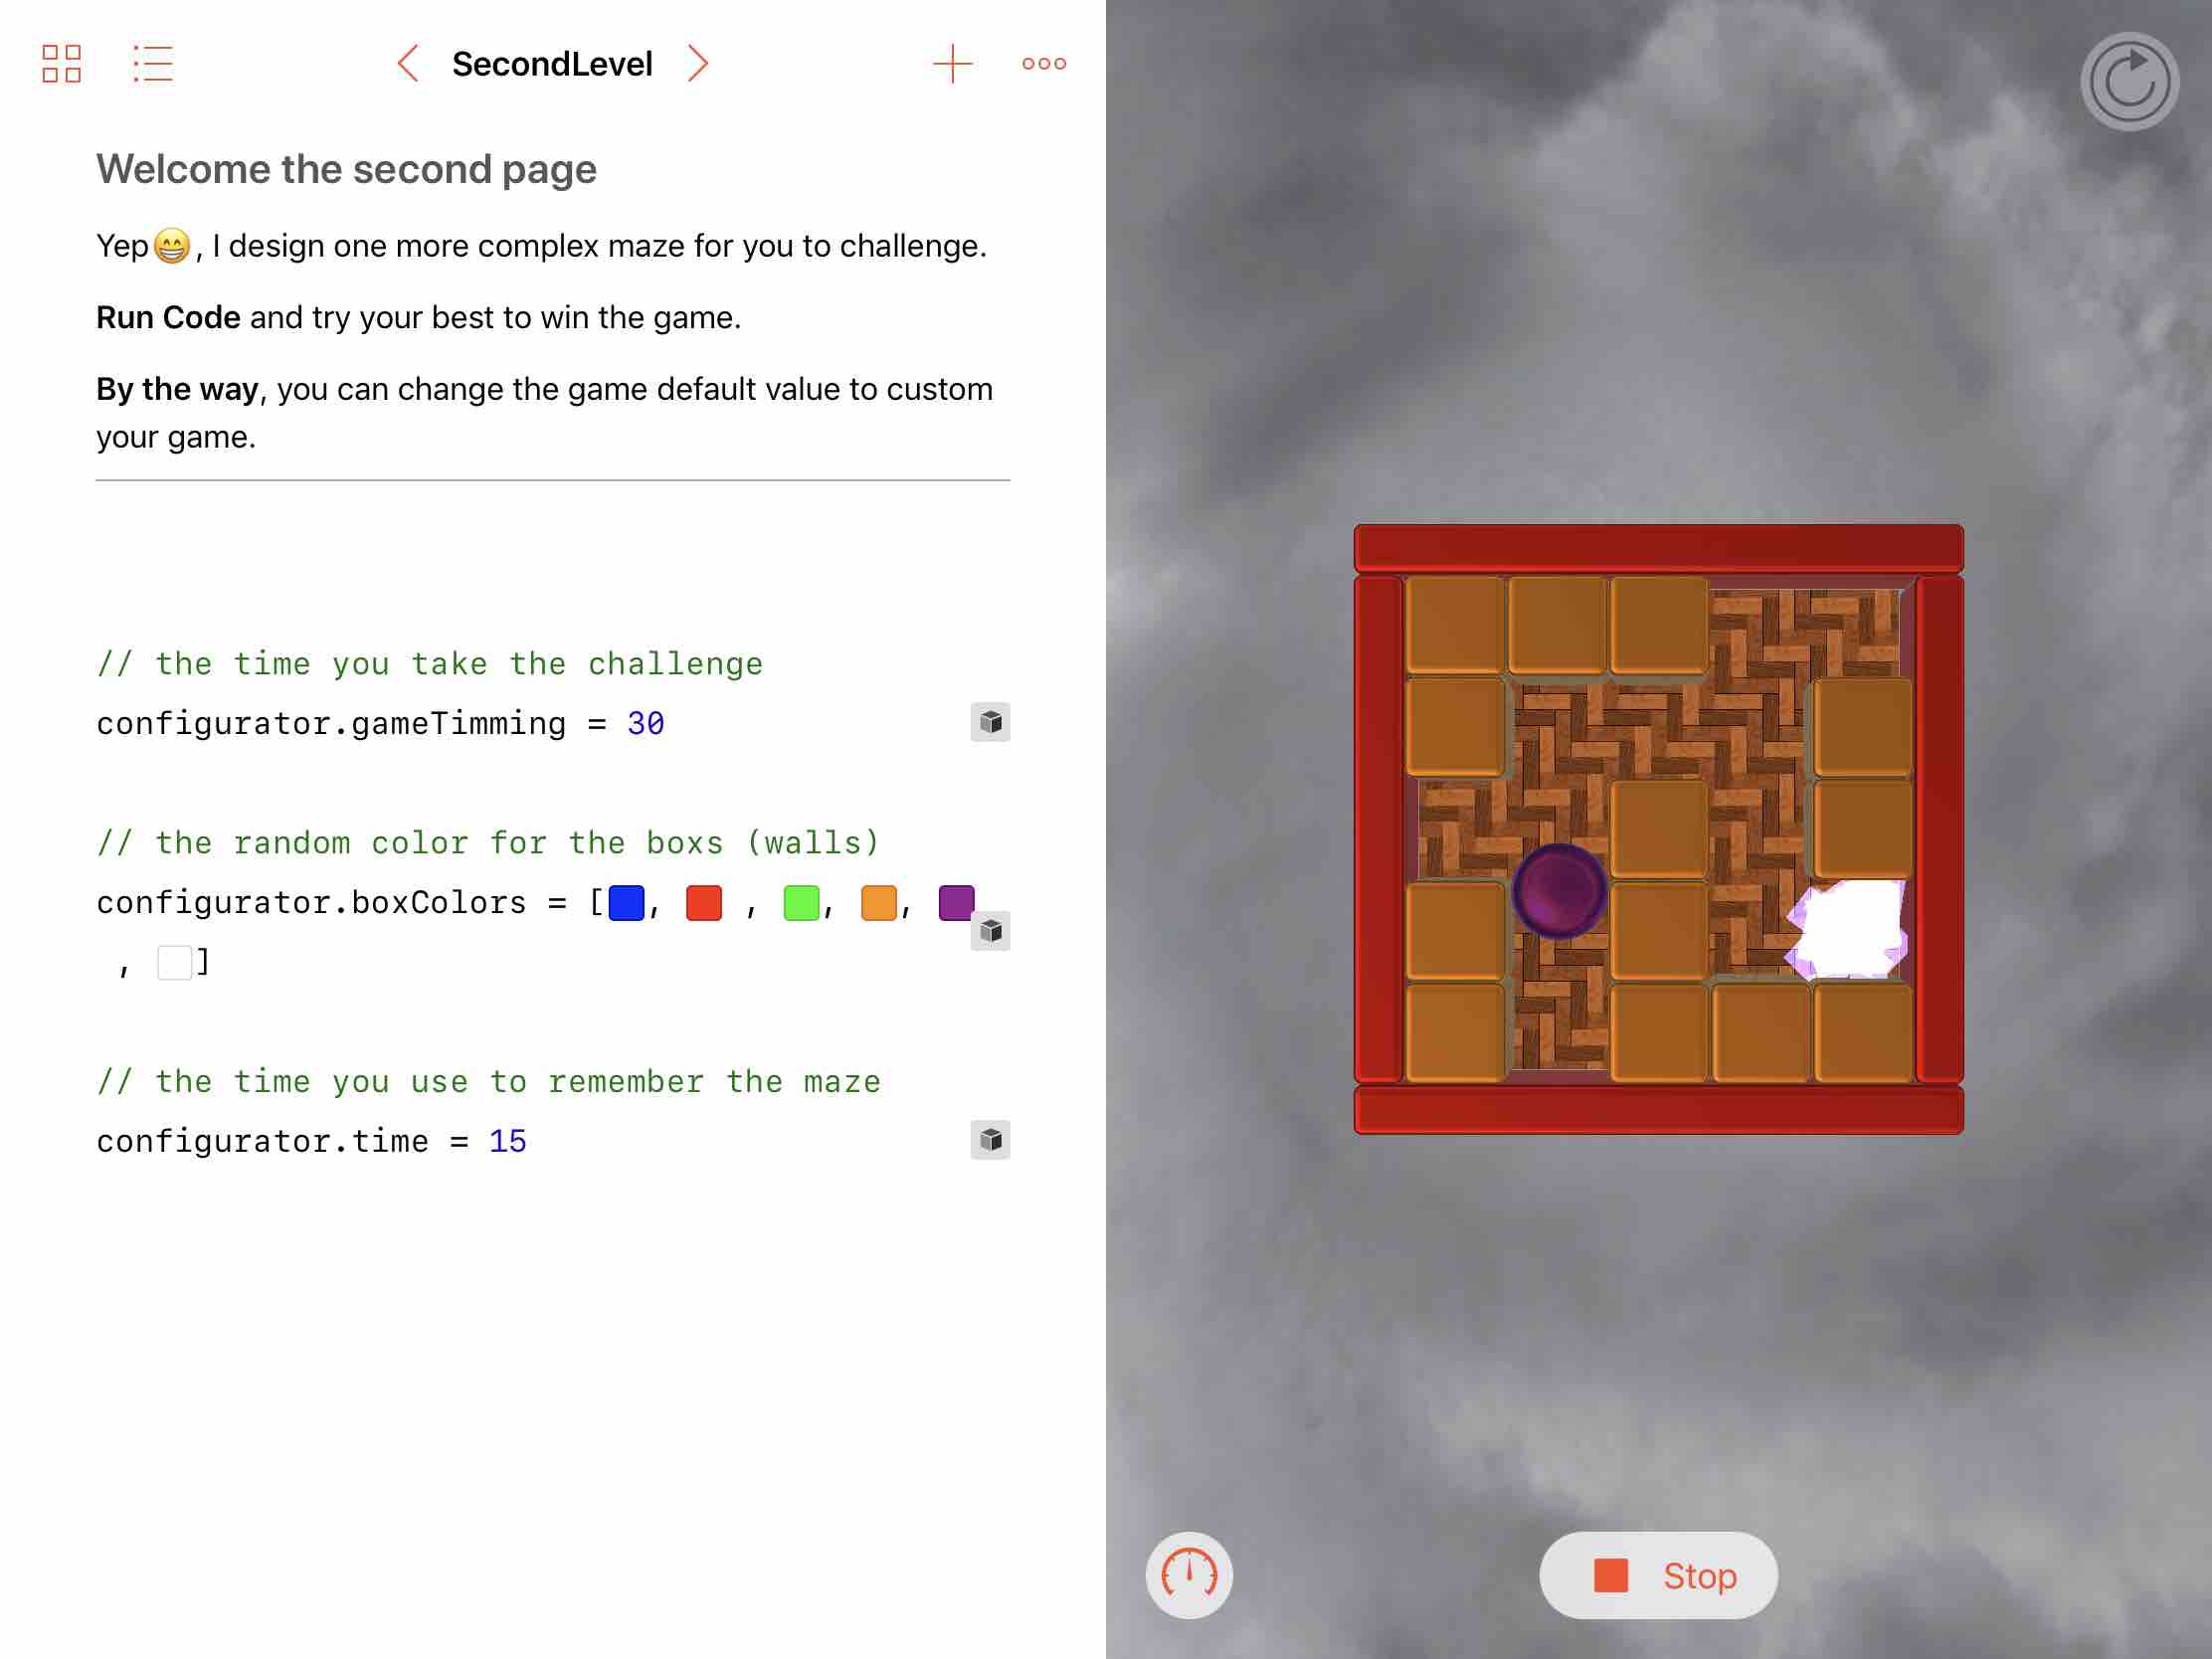 SecondLevel
Welcome the second page
Yep😁, I design one more complex maze for you to challenge.
Run Code and try your best to win the game.
By the way, you can change the game default value to custom
your game.
// the time you take the challenge
configurator.gameTimming = 30
// the random color for the boxs (walls)
configurator.boxColors = [, , , ,
, ]
// the time you use to remember the maze
configurator.time = 15
Stop